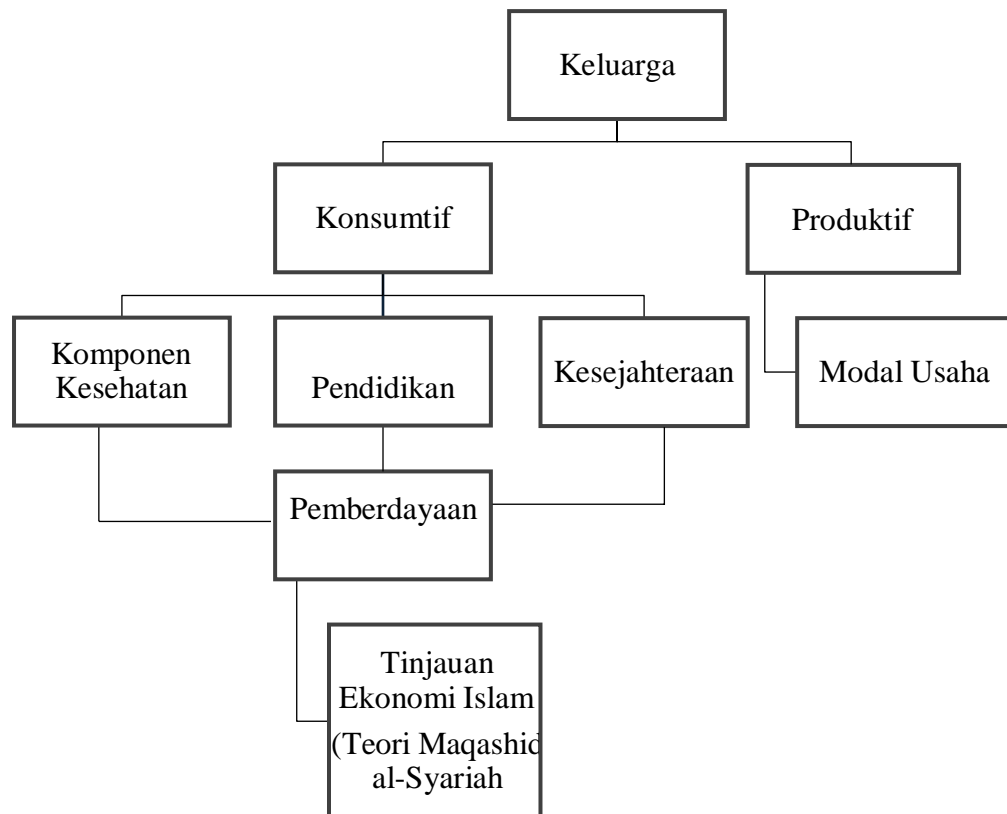 Keluarga
Konsumtif
Produktif
Komponen
Kesehatan
Pendidikan
Kesejahteraan
Modal Usaha
Pemberdayaan
Tinjauan
Ekonomi Islam
(Teori Maqashid
al-Syariah